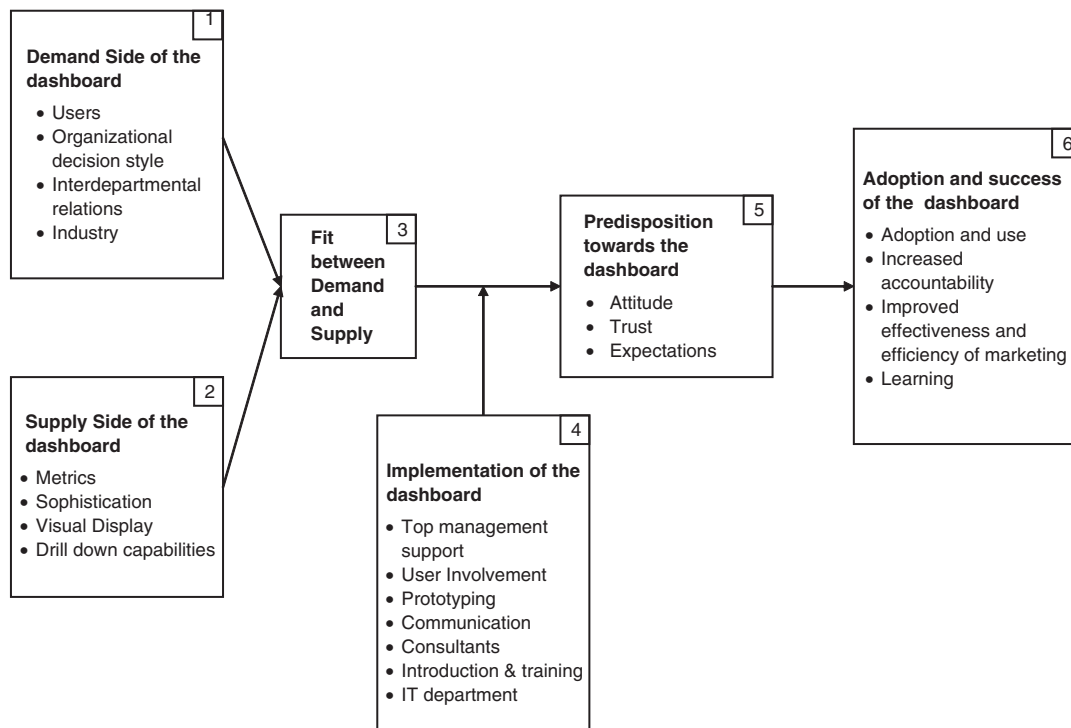 1
Demand Side of the
dashboard
• Users
• Organizational
decision style
• Interdepartmental
relations
• Industry
2
Supply Side of the
dashboard
• Metrics
• Sophistication
• Visual Display
• Drill down capabilities
3
Fit
between
Demand
and
Supply
4
Implementation of the
dashboard
• Top management
support
• User Involvement
• Prototyping
• Communication
• Consultants
• Introduction & training
• IT department
5
Predisposition
towards the
dashboard
• Attitude
• Trust
• Expectations
6
Adoption and success
of the dashboard
• Adoption and use
• Increased
accountability
• Improved
effectiveness and
efficiency of marketing
• Learning